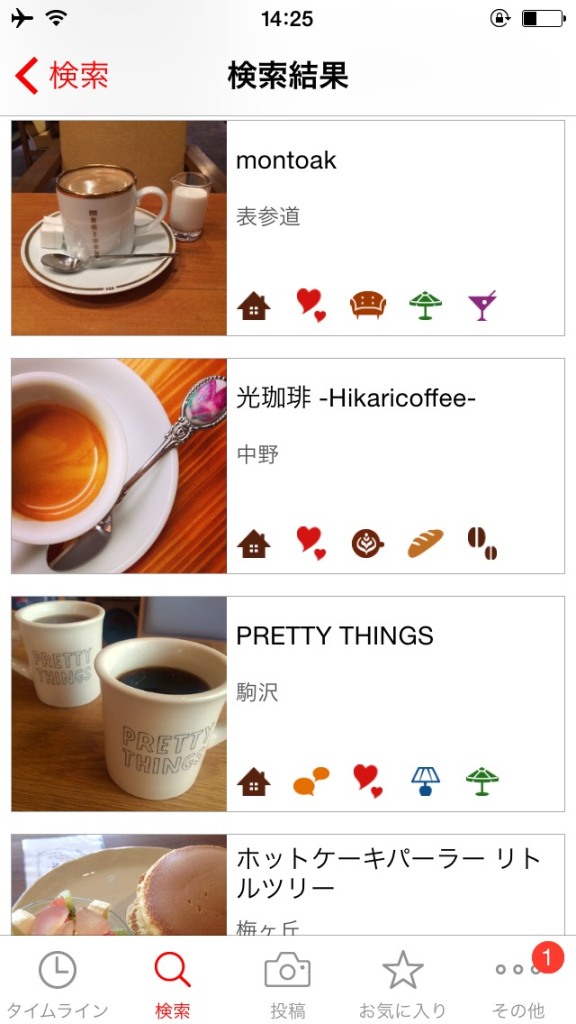 14:25
検索
検索結果
montoak
表参道
光珈琲 -Hikaricoffee-
中野
PRETTY THINGS
PRETTY
THINGS
PRETTY
THINGS
駒沢
ホットケーキパーラー リト
ルツリー
梅ヶ丘
1
タイムライン
検索
投稿
お気に入り
その他